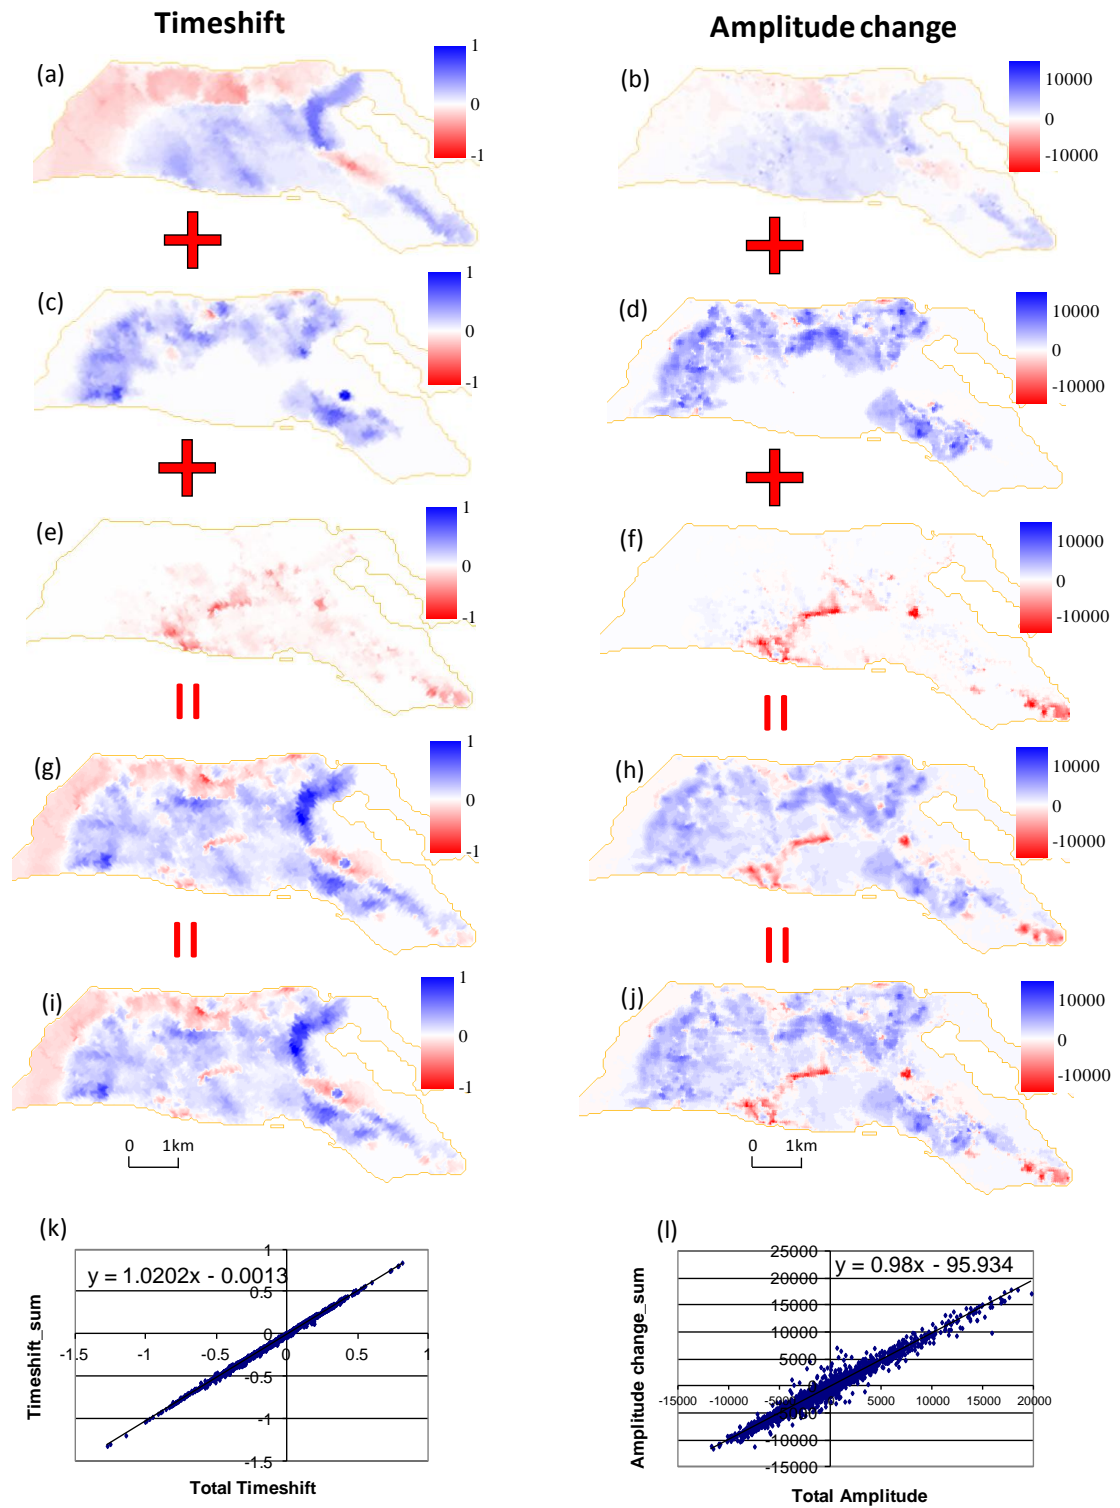 Timeshift
Amplitude change
(a)
1
0
-1
(b)
10000
0
-10000
(c)
1
0
-1
(d)
10000
0
-10000
(e)
1
0
-1
(f)
10000
0
-10000
(g)
1
0
-1
(h)
10000
0
-10000
(i)
1
0
-1
(j)
10000
0
-10000
0 1km
0 1km
(k)
y = 1.0202x - 0.0013
1
0.5
0
-0.5
-1
-1.5
-1.5 -1 -0.5 0 0.5 1
Timeshift_sum
Total Timeshift
(l)
y = 0.98x - 95.934
25000
20000
15000
10000
5000
0
-5000
-10000
-15000
-15000 -10000 -5000 0 5000 10000 15000 20000
Amplitude change_sum
Total Amplitude